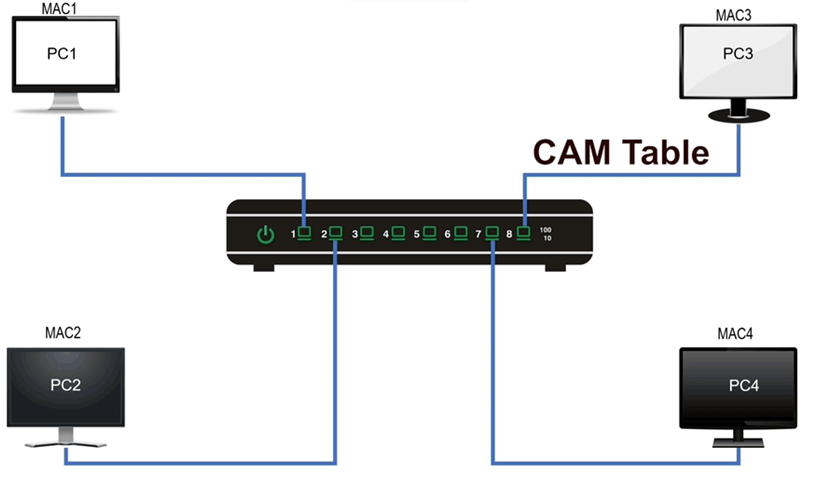 MAC1
PC1
MAC3
PC3
CAM Table
1 2 3 4 5 6 7 8 100
10
MAC2
PC2
MAC4
PC4